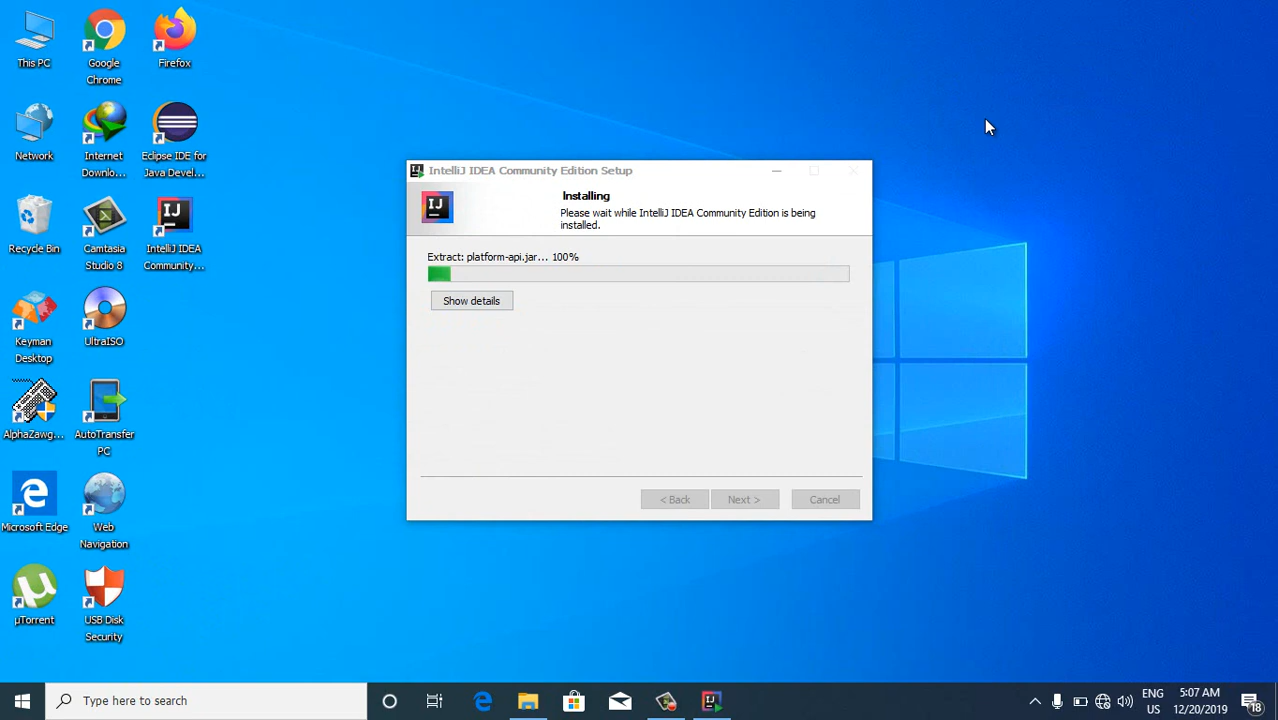 This PC
Google
Chrome
Firefox
Network
Internet
Downlo...
Eclipse IDE for
Java Devel...
Recycle Bin
Camtasia
Studio 8
IJ
IntelliJ IDEA
Community...
Keyman
Desktop
UltraISO
AlphaZawg...
AutoTransfer
PC
Microsoft Edge
Web
Navigation
µTorrent
USB Disk
Security
IntelliJ IDEA Community Edition Setup
IJ
Installing
Please wait while IntelliJ IDEA Community Edition is being
installed.
Extract: platform-api.jar... 100%
Show details
< Back
Next >
Cancel
Type here to search
ENG
US
5:07 AM
12/20/2019
18